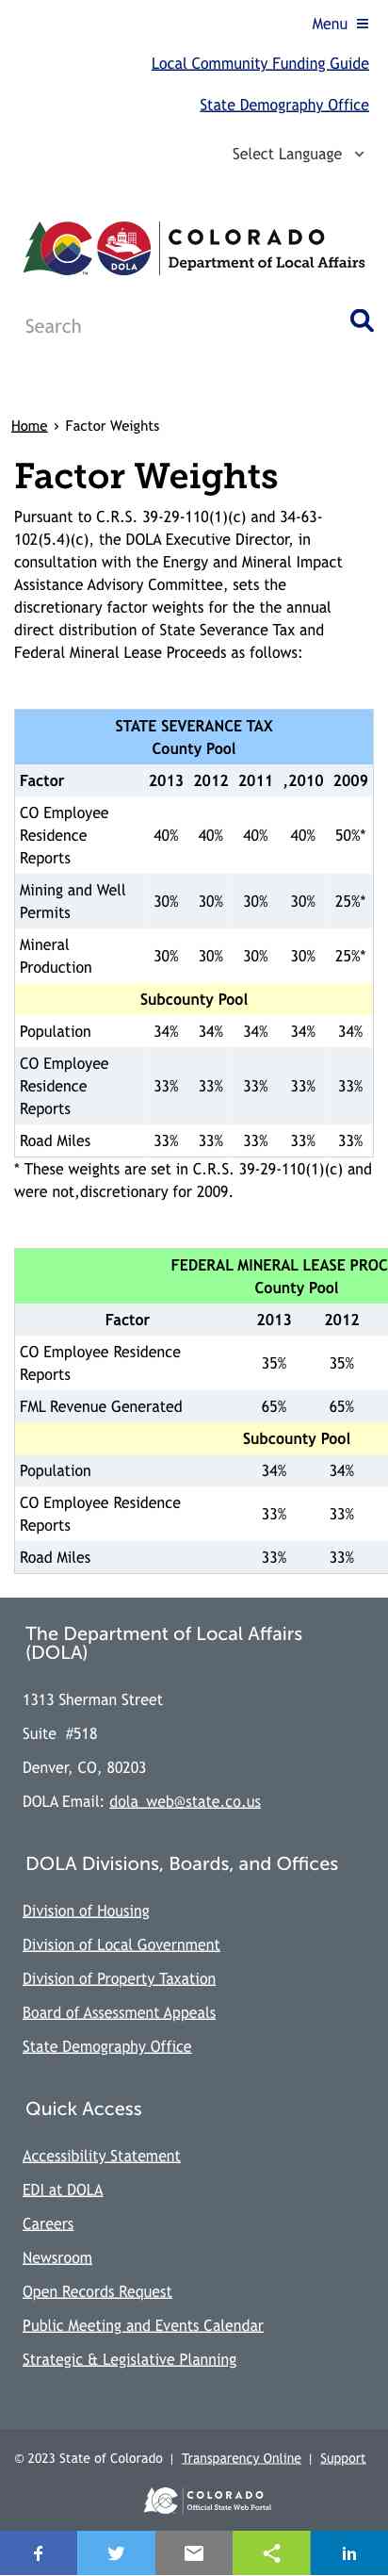 Menu
Local Community Funding Guide
State Demography Office
Select Language
COLORADO
Department of Local Affairs
DOLA
TM
Search
Home › Factor Weights
Factor Weights
Pursuant to C.R.S. 39-29-110(1)(c) and 34-63-
102(5.4)(c), the DOLA Executive Director, in
consultation with the Energy and Mineral Impact
Assistance Advisory Committee, sets the
discretionary factor weights for the the annual
direct distribution of State Severance Tax and
Federal Mineral Lease Proceeds as follows:
STATE SEVERANCE TAX
County Pool
Factor 2013 2012 2011 ,2010 2009
CO Employee
Residence 40% 40% 40% 40% 50%*
Reports
Mining and Well
Permits 30% 30% 30% 30% 25%*
Mineral
Production 30% 30% 30% 30% 25%*
Subcounty Pool
Population 34% 34% 34% 34% 34%
CO Employee
Residence 33% 33% 33% 33% 33%
Reports
Road Miles 33% 33% 33% 33% 33%
* These weights are set in C.R.S. 39-29-110(1)(c) and
were not,discretionary for 2009.
FEDERAL MINERAL LEASE PROC
County Pool
Factor 2013 2012
CO Employee Residence
Reports 35% 35%
FML Revenue Generated 65% 65%
Subcounty Pool
Population 34% 34%
CO Employee Residence
Reports 33% 33%
Road Miles 33% 33%
The Department of Local Affairs
(DOLA)
1313 Sherman Street
Suite #518
Denver, CO, 80203
DOLA Email: dola_web@state.co.us
DOLA Divisions, Boards, and Offices
Division of Housing
Division of Local Government
Division of Property Taxation
Board of Assessment Appeals
State Demography Office
Quick Access
Accessibility Statement
EDI at DOLA
Careers
Newsroom
Open Records Request
Public Meeting and Events Calendar
Strategic & Legislative Planning
© 2023 State of Colorado | Transparency Online | Support
COLORADO
Official State Web Portal